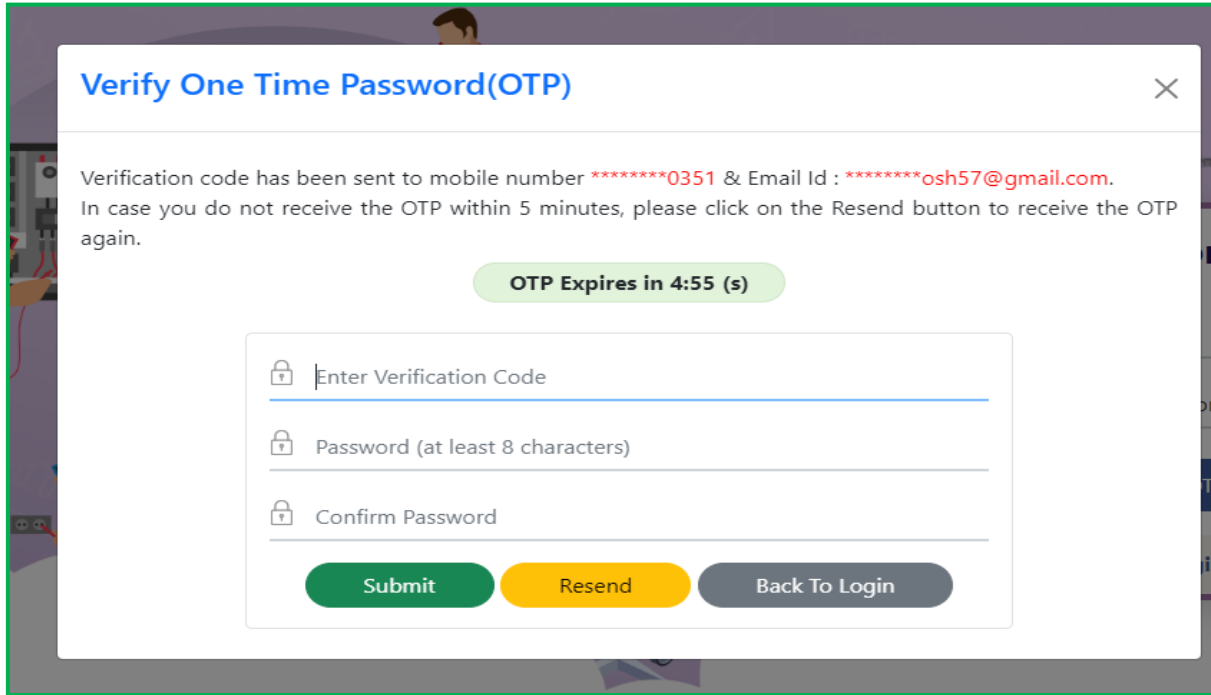 Verify One Time Password(OTP)
Verification code has been sent to mobile number ********0351 & Email Id : ********osh57@gmail.com.
In case you do not receive the OTP within 5 minutes, please click on the Resend button to receive the OTP
again.
OTP Expires in 4:55 (s)
Enter Verification Code
Password (at least 8 characters)
Confirm Password
Submit Resend Back To Login